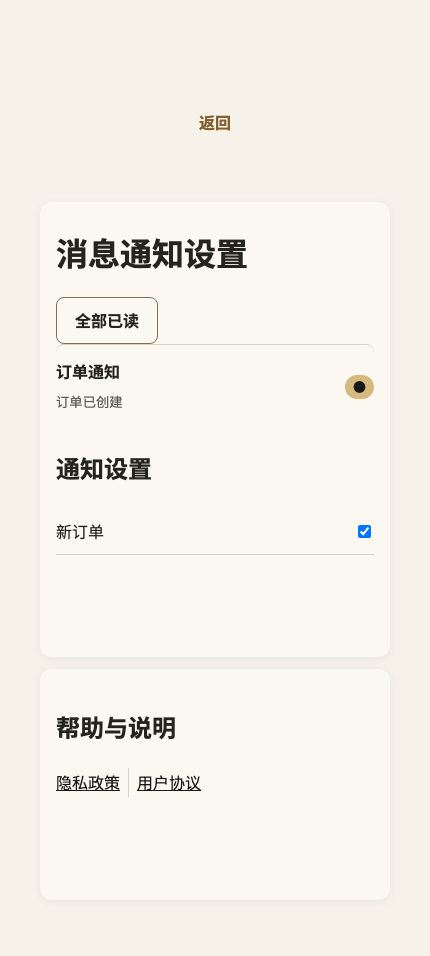 返回
消息通知设置
全部已读
订单通知
订单已创建
通知设置
新订单
帮助与说明
隐私政策 用户协议